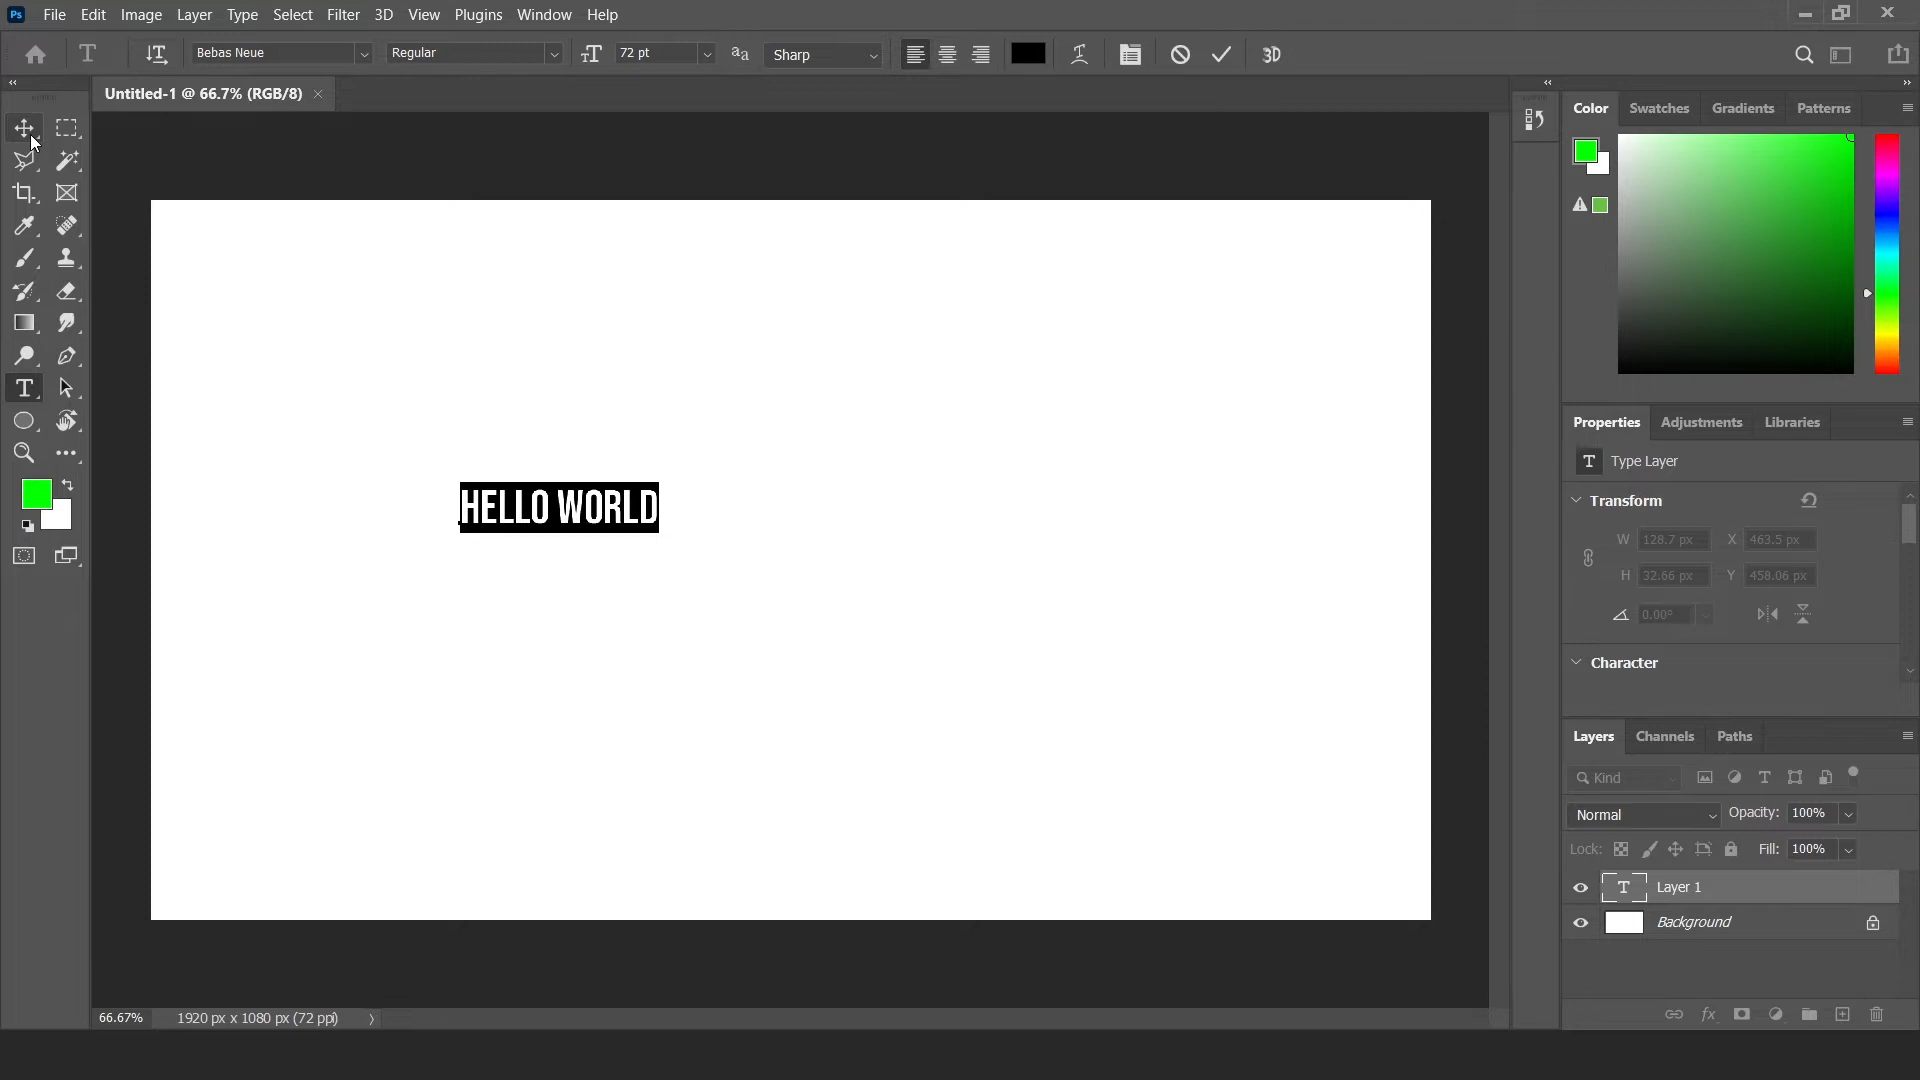 Ps File Edit Image Layer Type Select Filter 3D View Plugins Window Help
T Bebas Neue Regular 72 pt aa Sharp 3D
Untitled-1 @ 66.7% (RGB/8)
Color Swatches Gradients Patterns
HELLO WORLD
T
Properties Adjustments Libraries
T Type Layer
Transform
W 128.7 px X 463.5 px
H 32.66 px Y 458.06 px
0.00°
Character
Layers Channels Paths
Kind T
Normal Opacity: 100%
Lock: Fill: 100%
T Layer 1
Background
fx
66.67% 1920 px x 1080 px (72 ppi)